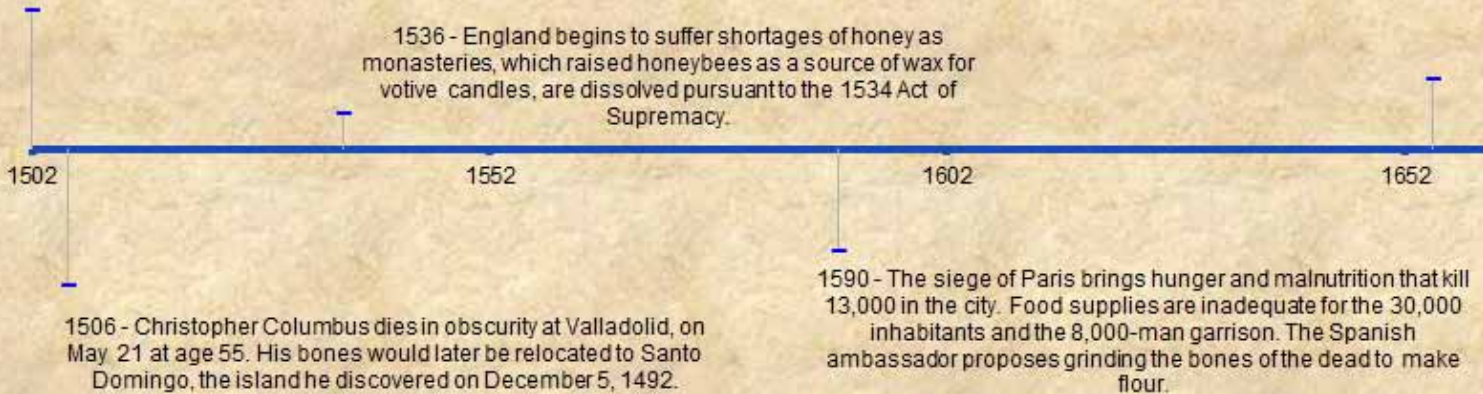 1536 - England begins to suffer shortages of honey as
monasteries, which raised honeybees as a source of wax for
votive candles, are dissolved pursuant to the 1534 Act of
Supremacy.
1502
1552
1602
1652
1506 - Christopher Columbus dies in obscurity at Valladolid, on
May 21 at age 55. His bones would later be relocated to Santo
Domingo, the island he discovered on December 5, 1492.
1590 - The siege of Paris brings hunger and malnutrition that kill
13,000 in the city. Food supplies are inadequate for the 30,000
inhabitants and the 8,000-man garrison. The Spanish
ambassador proposes grinding the bones of the dead to make
flour.